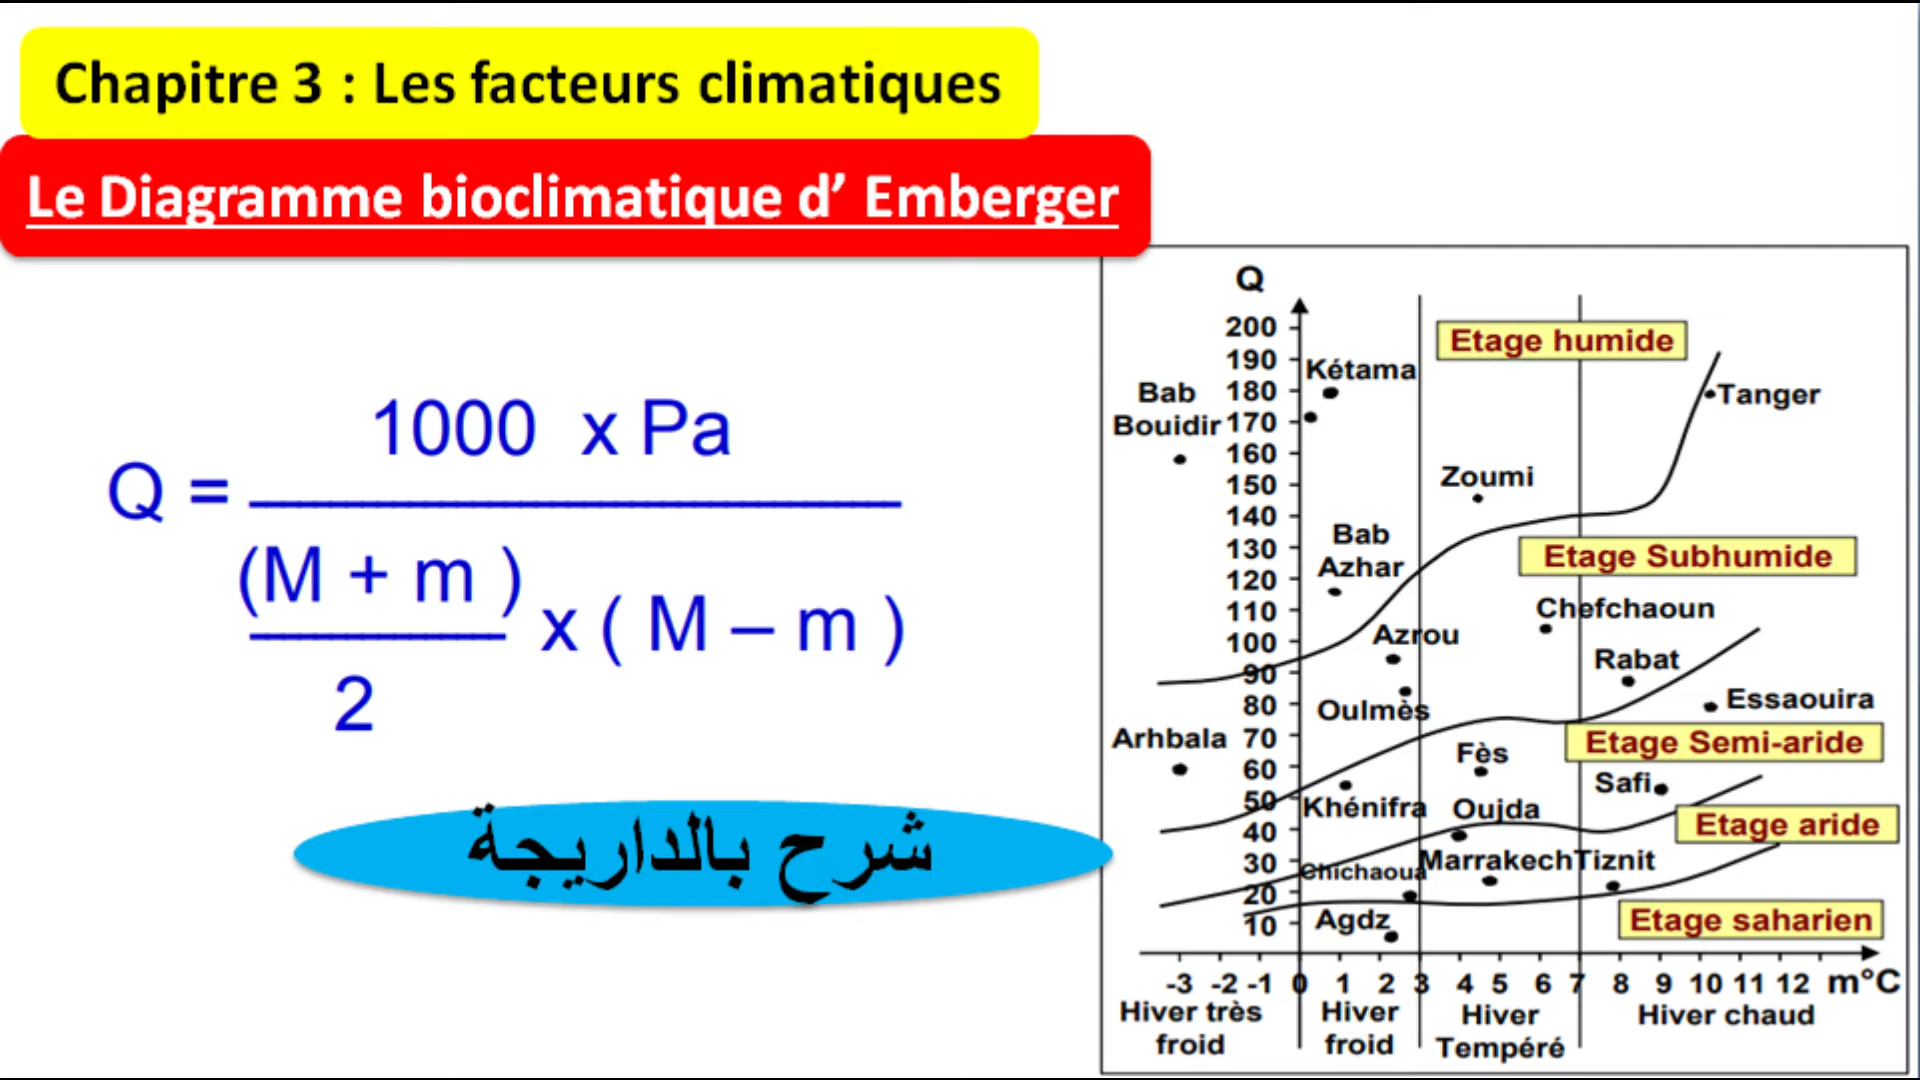 Chapitre 3 : Les facteurs climatiques
Le Diagramme bioclimatique d’ Emberger
Q =
1000 x Pa
(M + m )
2
x ( M – m )
شرح بالداريجة
Q
200
190
180
170
160
150
140
130
120
110
100
90
80
70
60
50
40
30
20
10
Etage humide
Kétama
Bab
Bouidir
Tanger
Zoumi
Bab
Azhar
Etage Subhumide
Chefchaoun
Azrou
Rabat
Oulmès
Essaouira
Arhbala
Etage Semi-aride
Fès
Safi
Khénifra
Oujda
Etage aride
Chichaoua
Marrakech
Tiznit
Agdz
Etage saharien
-3 -2 -1 0 1 2 3 4 5 6 7 8 9 10 11 12 m°C
Hiver très
froid
Hiver
froid
Hiver
Tempéré
Hiver chaud